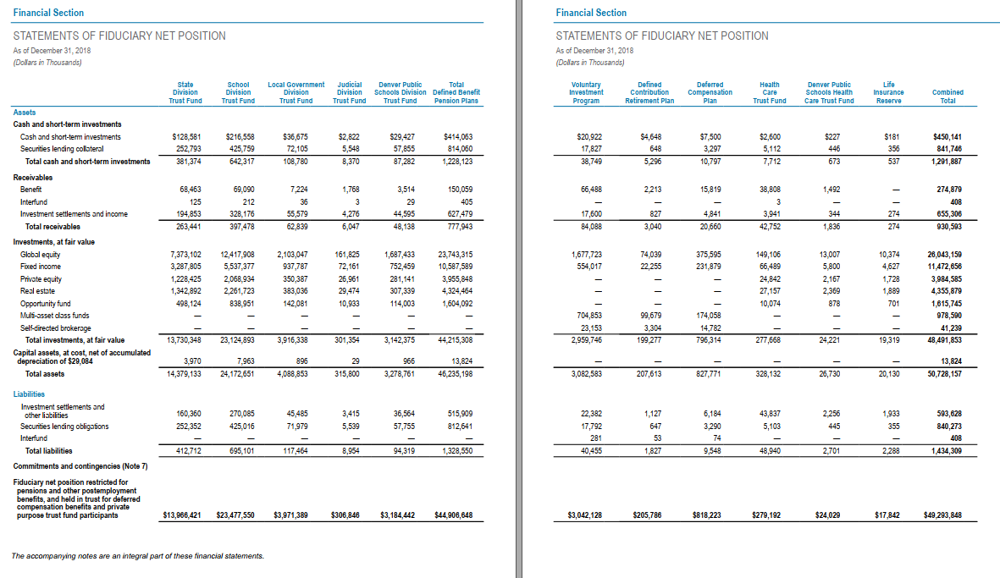 Financial Section
STATEMENTS OF FIDUCIARY NET POSITION
As of December 31, 2018
(Dollars in Thousands)
State Division Trust Fund School Division Trust Fund Local Government Division Trust Fund Judicial Division Trust Fund Denver Public Schools Division Trust Fund Total Defined Benefit Pension Plans
Assets
Cash and short-term investments
Cash and short-term investments $128,581 $216,558 $36,675 $2,822 $29,427 $414,063
Securities lending collateral 252,793 425,759 72,105 5,548 57,855 814,060
Total cash and short-term investments 381,374 642,317 108,780 8,370 87,282 1,228,123
Receivables
Benefit 68,463 69,090 7,224 1,768 3,514 150,059
Interfund 125 212 36 3 29 405
Investment settlements and income 194,853 328,176 55,579 4,276 44,595 627,479
Total receivables 263,441 397,478 62,839 6,047 48,138 777,943
Investments, at fair value
Global equity 7,373,102 12,417,908 2,103,047 161,825 1,687,433 23,743,315
Fixed income 3,287,805 5,537,377 937,787 72,161 752,459 10,587,589
Private equity 1,228,425 2,068,934 350,387 26,961 281,141 3,955,848
Real estate 1,342,892 2,261,723 383,036 29,474 307,339 4,324,464
Opportunity fund 498,124 838,951 142,081 10,933 114,003 1,604,092
Multi-asset class funds — — — — — —
Self-directed brokerage — — — — — —
Total investments, at fair value 13,730,348 23,124,893 3,916,338 301,354 3,142,375 44,215,308
Capital assets, at cost, net of accumulated
depreciation of $29,084 3,970 7,963 896 29 966 13,824
Total assets 14,379,133 24,172,651 4,088,853 315,800 3,278,761 46,235,198
Liabilities
Investment settlements and
other liabilities 160,360 270,085 45,485 3,415 36,564 515,909
Securities lending obligations 252,352 425,016 71,979 5,539 57,755 812,641
Interfund — — — — — —
Total liabilities 412,712 695,101 117,464 8,954 94,319 1,328,550
Commitments and contingencies (Note 7)
Fiduciary net position restricted for
pensions and other postemployment
benefits, and held in trust for deferred
compensation benefits and private
purpose trust fund participants $13,966,421 $23,477,550 $3,971,389 $306,846 $3,184,442 $44,906,648
The accompanying notes are an integral part of these financial statements.
Financial Section
STATEMENTS OF FIDUCIARY NET POSITION
As of December 31, 2018
(Dollars in Thousands)
Voluntary Investment Program Defined Contribution Retirement Plan Deferred Compensation Plan Health Care Trust Fund Denver Public Schools Health Care Trust Fund Life Insurance Reserve Combined Total
$20,922 $4,648 $7,500 $2,600 $227 $181 $450,141
17,827 648 3,297 5,112 446 356 841,746
38,749 5,296 10,797 7,712 673 537 1,291,887
66,488 2,213 15,819 38,808 1,492 — 274,879
— — — 3 — — 408
17,600 827 4,841 3,941 344 274 655,306
84,088 3,040 20,660 42,752 1,836 274 930,593
1,677,723 74,039 375,595 149,106 13,007 10,374 26,043,159
554,017 22,255 231,879 66,489 5,800 4,627 11,472,656
— — — 24,842 2,167 1,728 3,984,585
— — — 27,157 2,369 1,889 4,355,879
— — — 10,074 878 701 1,615,745
704,853 99,679 174,058 — — — 978,590
23,153 3,304 14,782 — — — 41,239
2,959,746 199,277 796,314 277,668 24,221 19,319 48,491,853
— — — — — — 13,824
3,082,583 207,613 827,771 328,132 26,730 20,130 50,728,157
22,382 1,127 6,184 43,837 2,256 1,933 593,628
17,792 647 3,290 5,103 445 355 840,273
281 53 74 — — — 408
40,455 1,827 9,548 48,940 2,701 2,288 1,434,309
$3,042,128 $205,786 $818,223 $279,192 $24,029 $17,842 $49,293,848